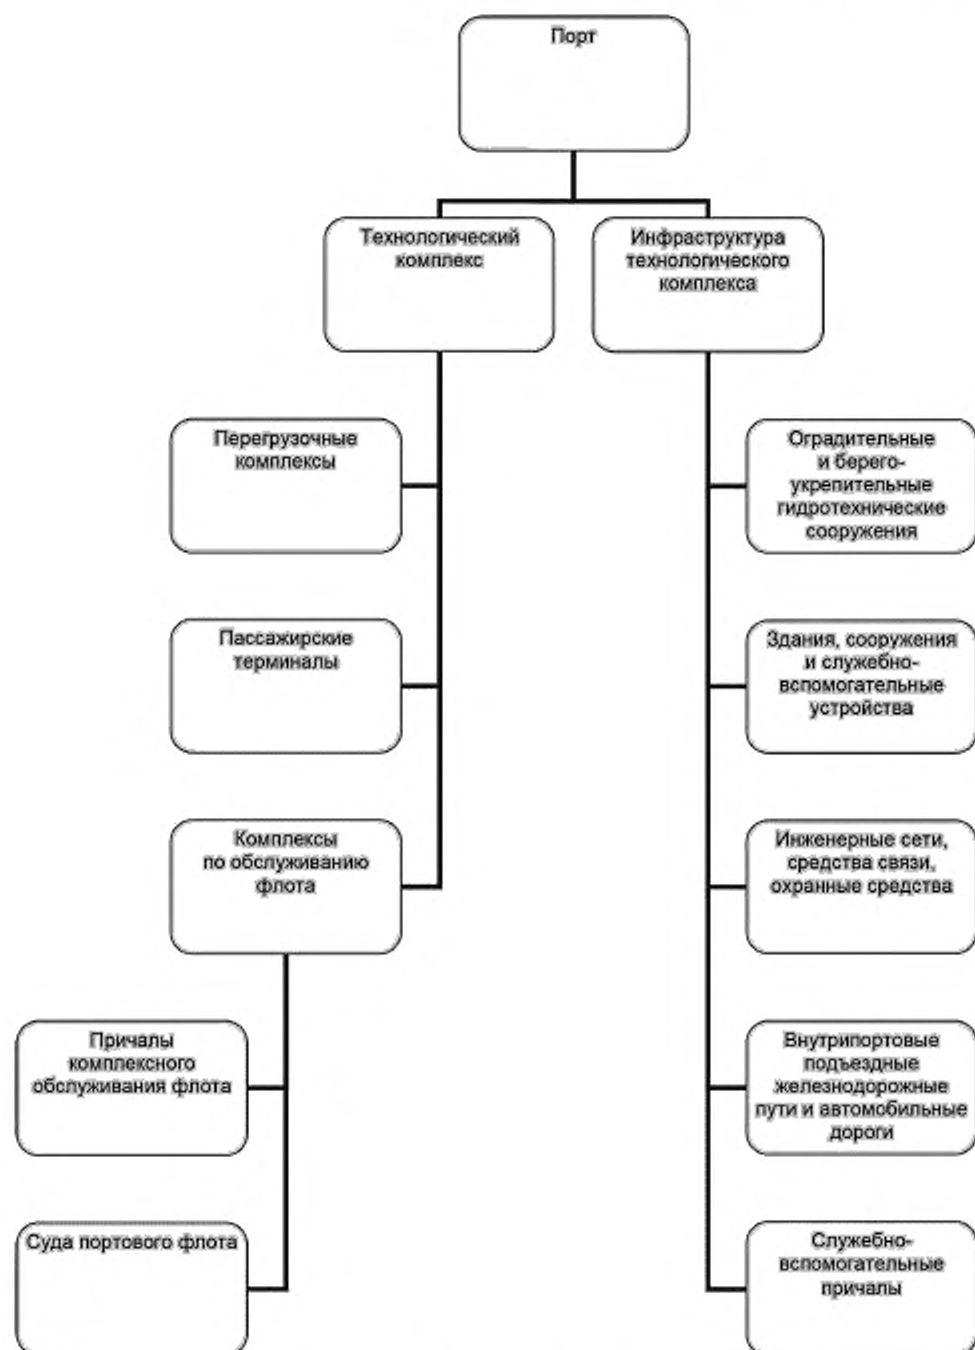 Порт
Технологический
комплекс
Инфраструктура
технологического
комплекса
Перегрузочные
комплексы
Оградительные
и берего-
укрепительные
гидротехнические
сооружения
Пассажирские
терминалы
Здания, сооружения
и служебно-
вспомогательные
устройства
Комплексы
по обслуживанию
флота
Инженерные сети,
средства связи,
охранные средства
Причалы
комплексного
обслуживания флота
Внутрипортовые
подъездные
железнодорожные
пути и автомобильные
дороги
Суда портового флота
Служебно-
вспомогательные
причалы